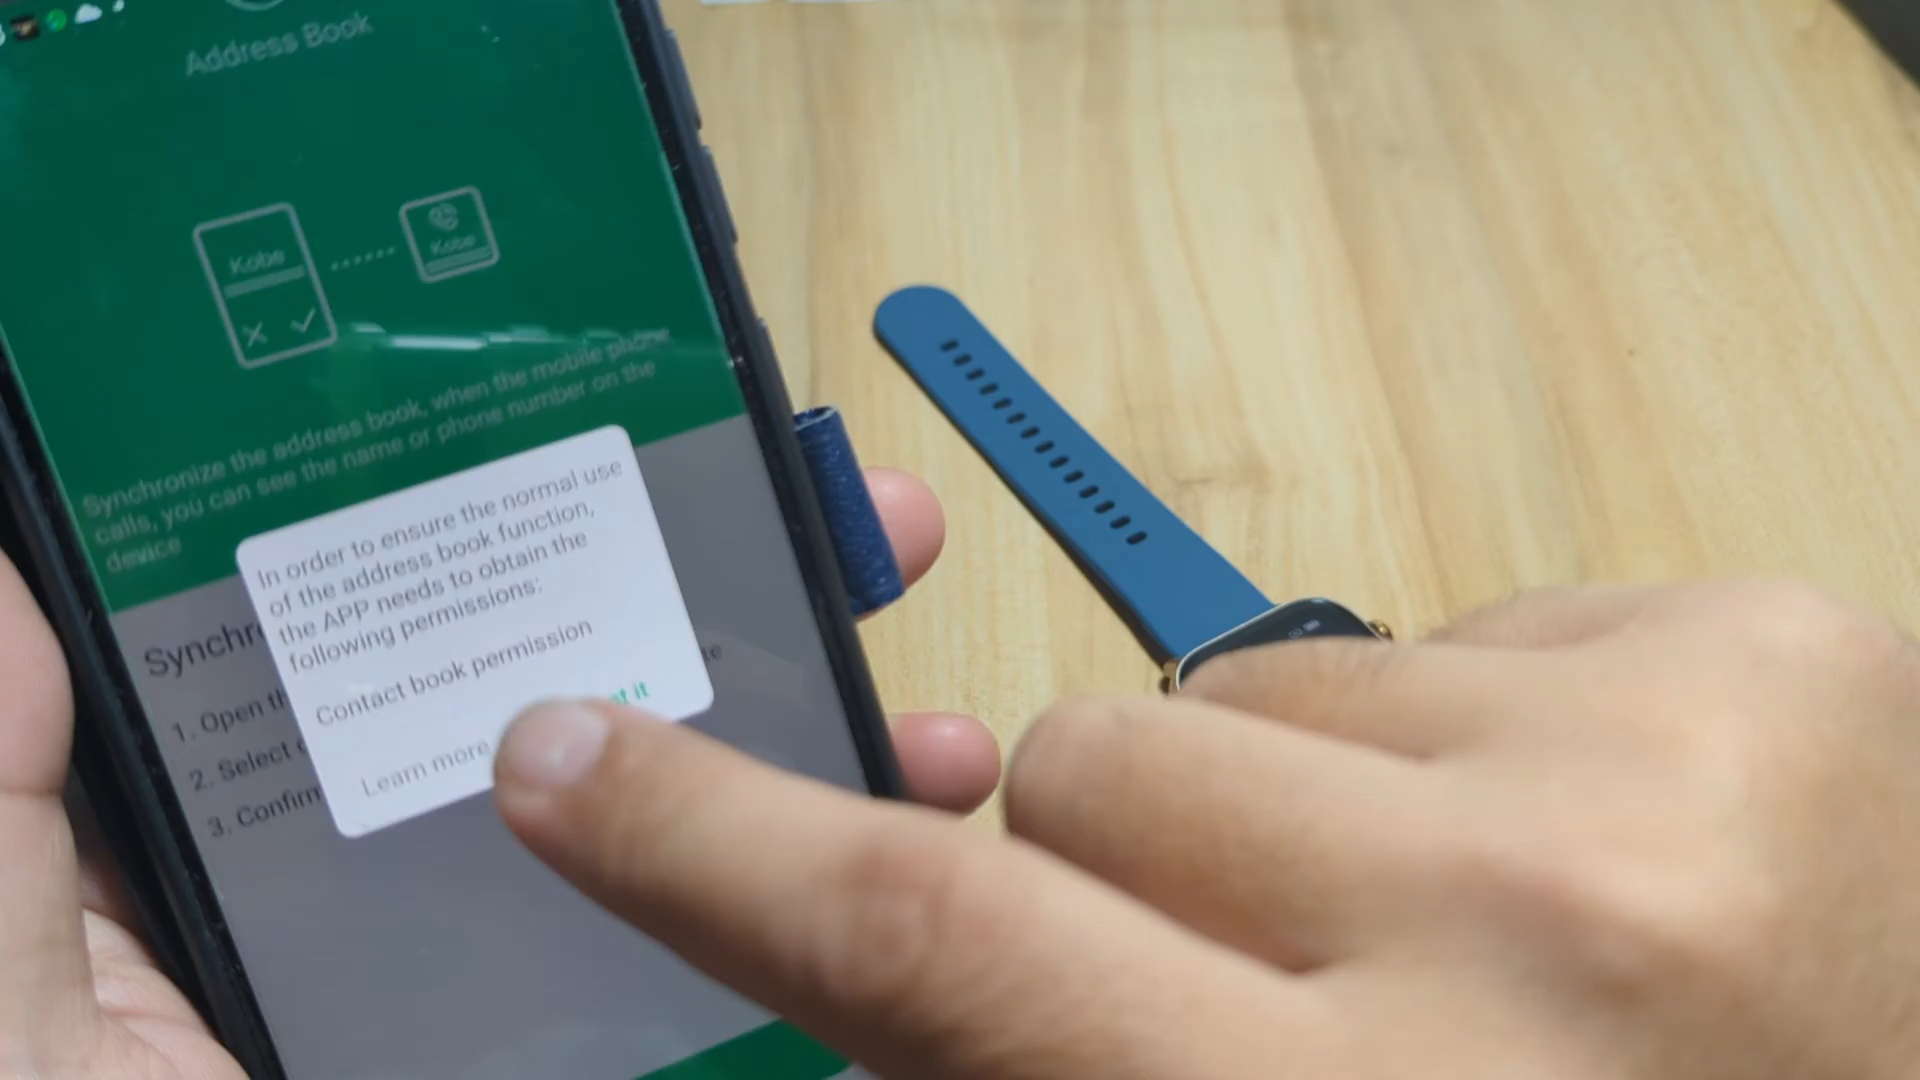 Address Book
Kobe
Kobe
Synchronize the address book, when the mobile phone
calls, you can see the name or phone number on the
device
In order to ensure the normal use
of the address book function,
the APP needs to obtain the
following permissions:
Contact book permission
Learn more
it
1. Open
2. Select
3. Confirm